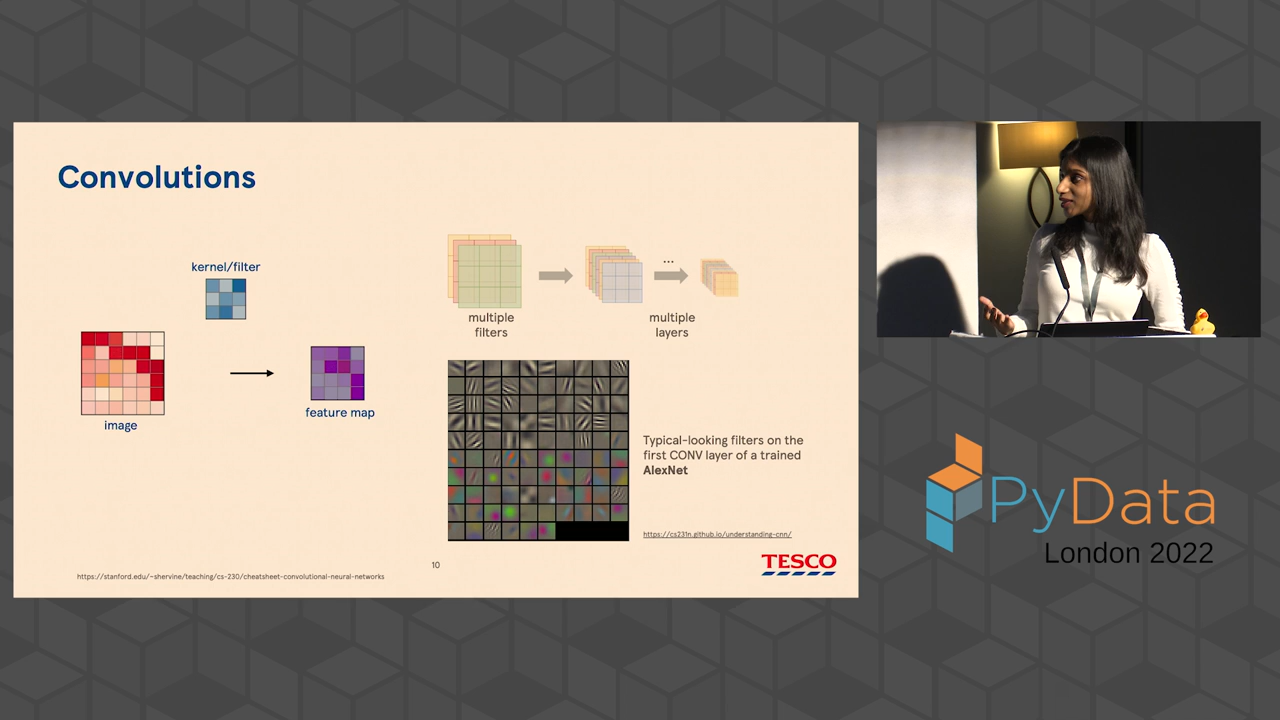 Convolutions
kernel/filter
image
feature map
multiple
filters
...
multiple
layers
Typical-looking filters on the
first CONV layer of a trained
AlexNet
https://cs231n.github.io/understanding-cnn/
10
TESCO
https://stanford.edu/~shervine/teaching/cs-230/cheatsheet-convolutional-neural-networks
PyData
London 2022